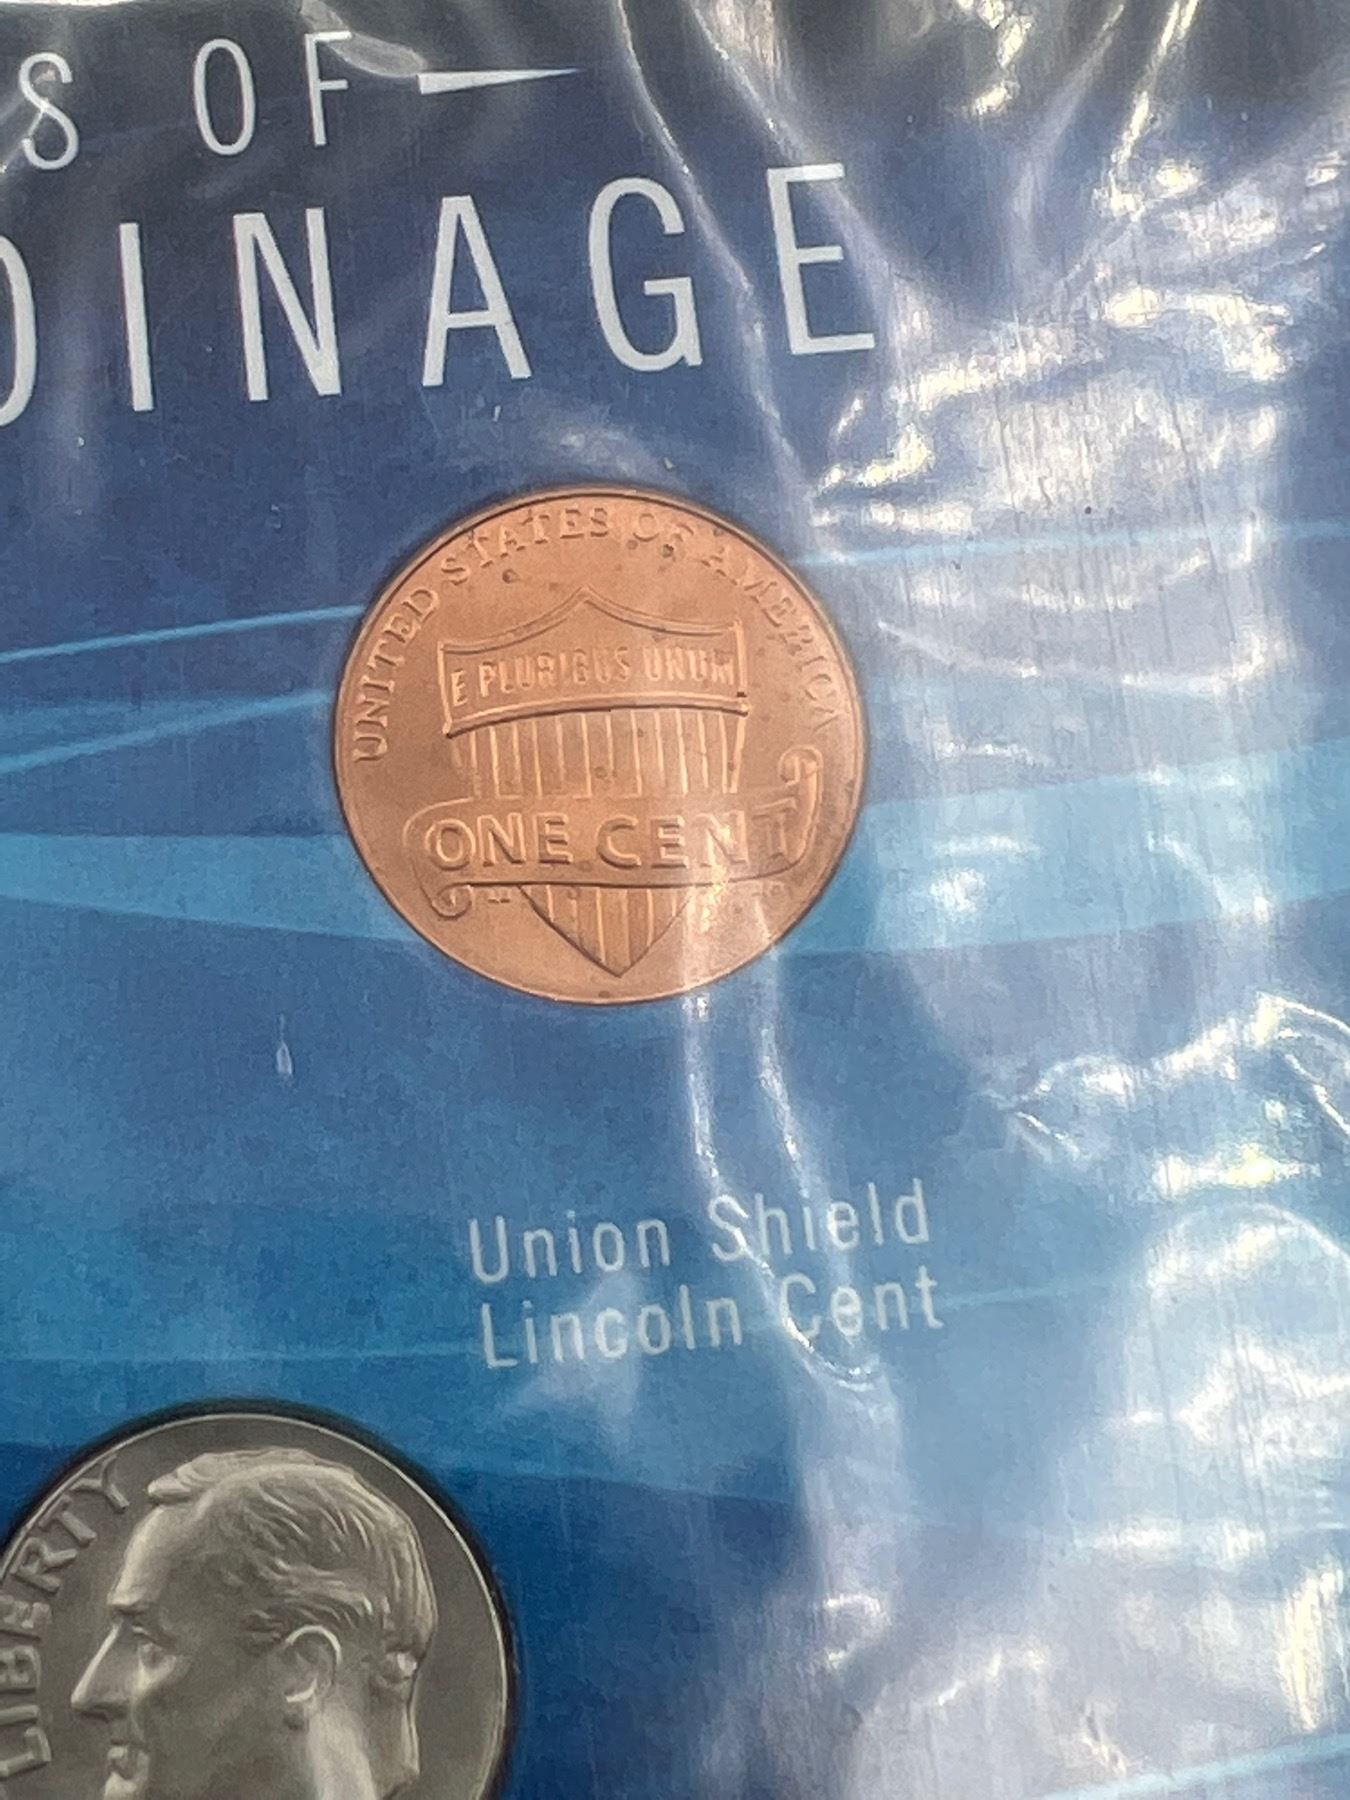 S OF
OINAGE
UNITED STATES OF AMERICA
E PLURIBUS UNUM
ONE CENT
Union Shield
Lincoln Cent
LIBERTY